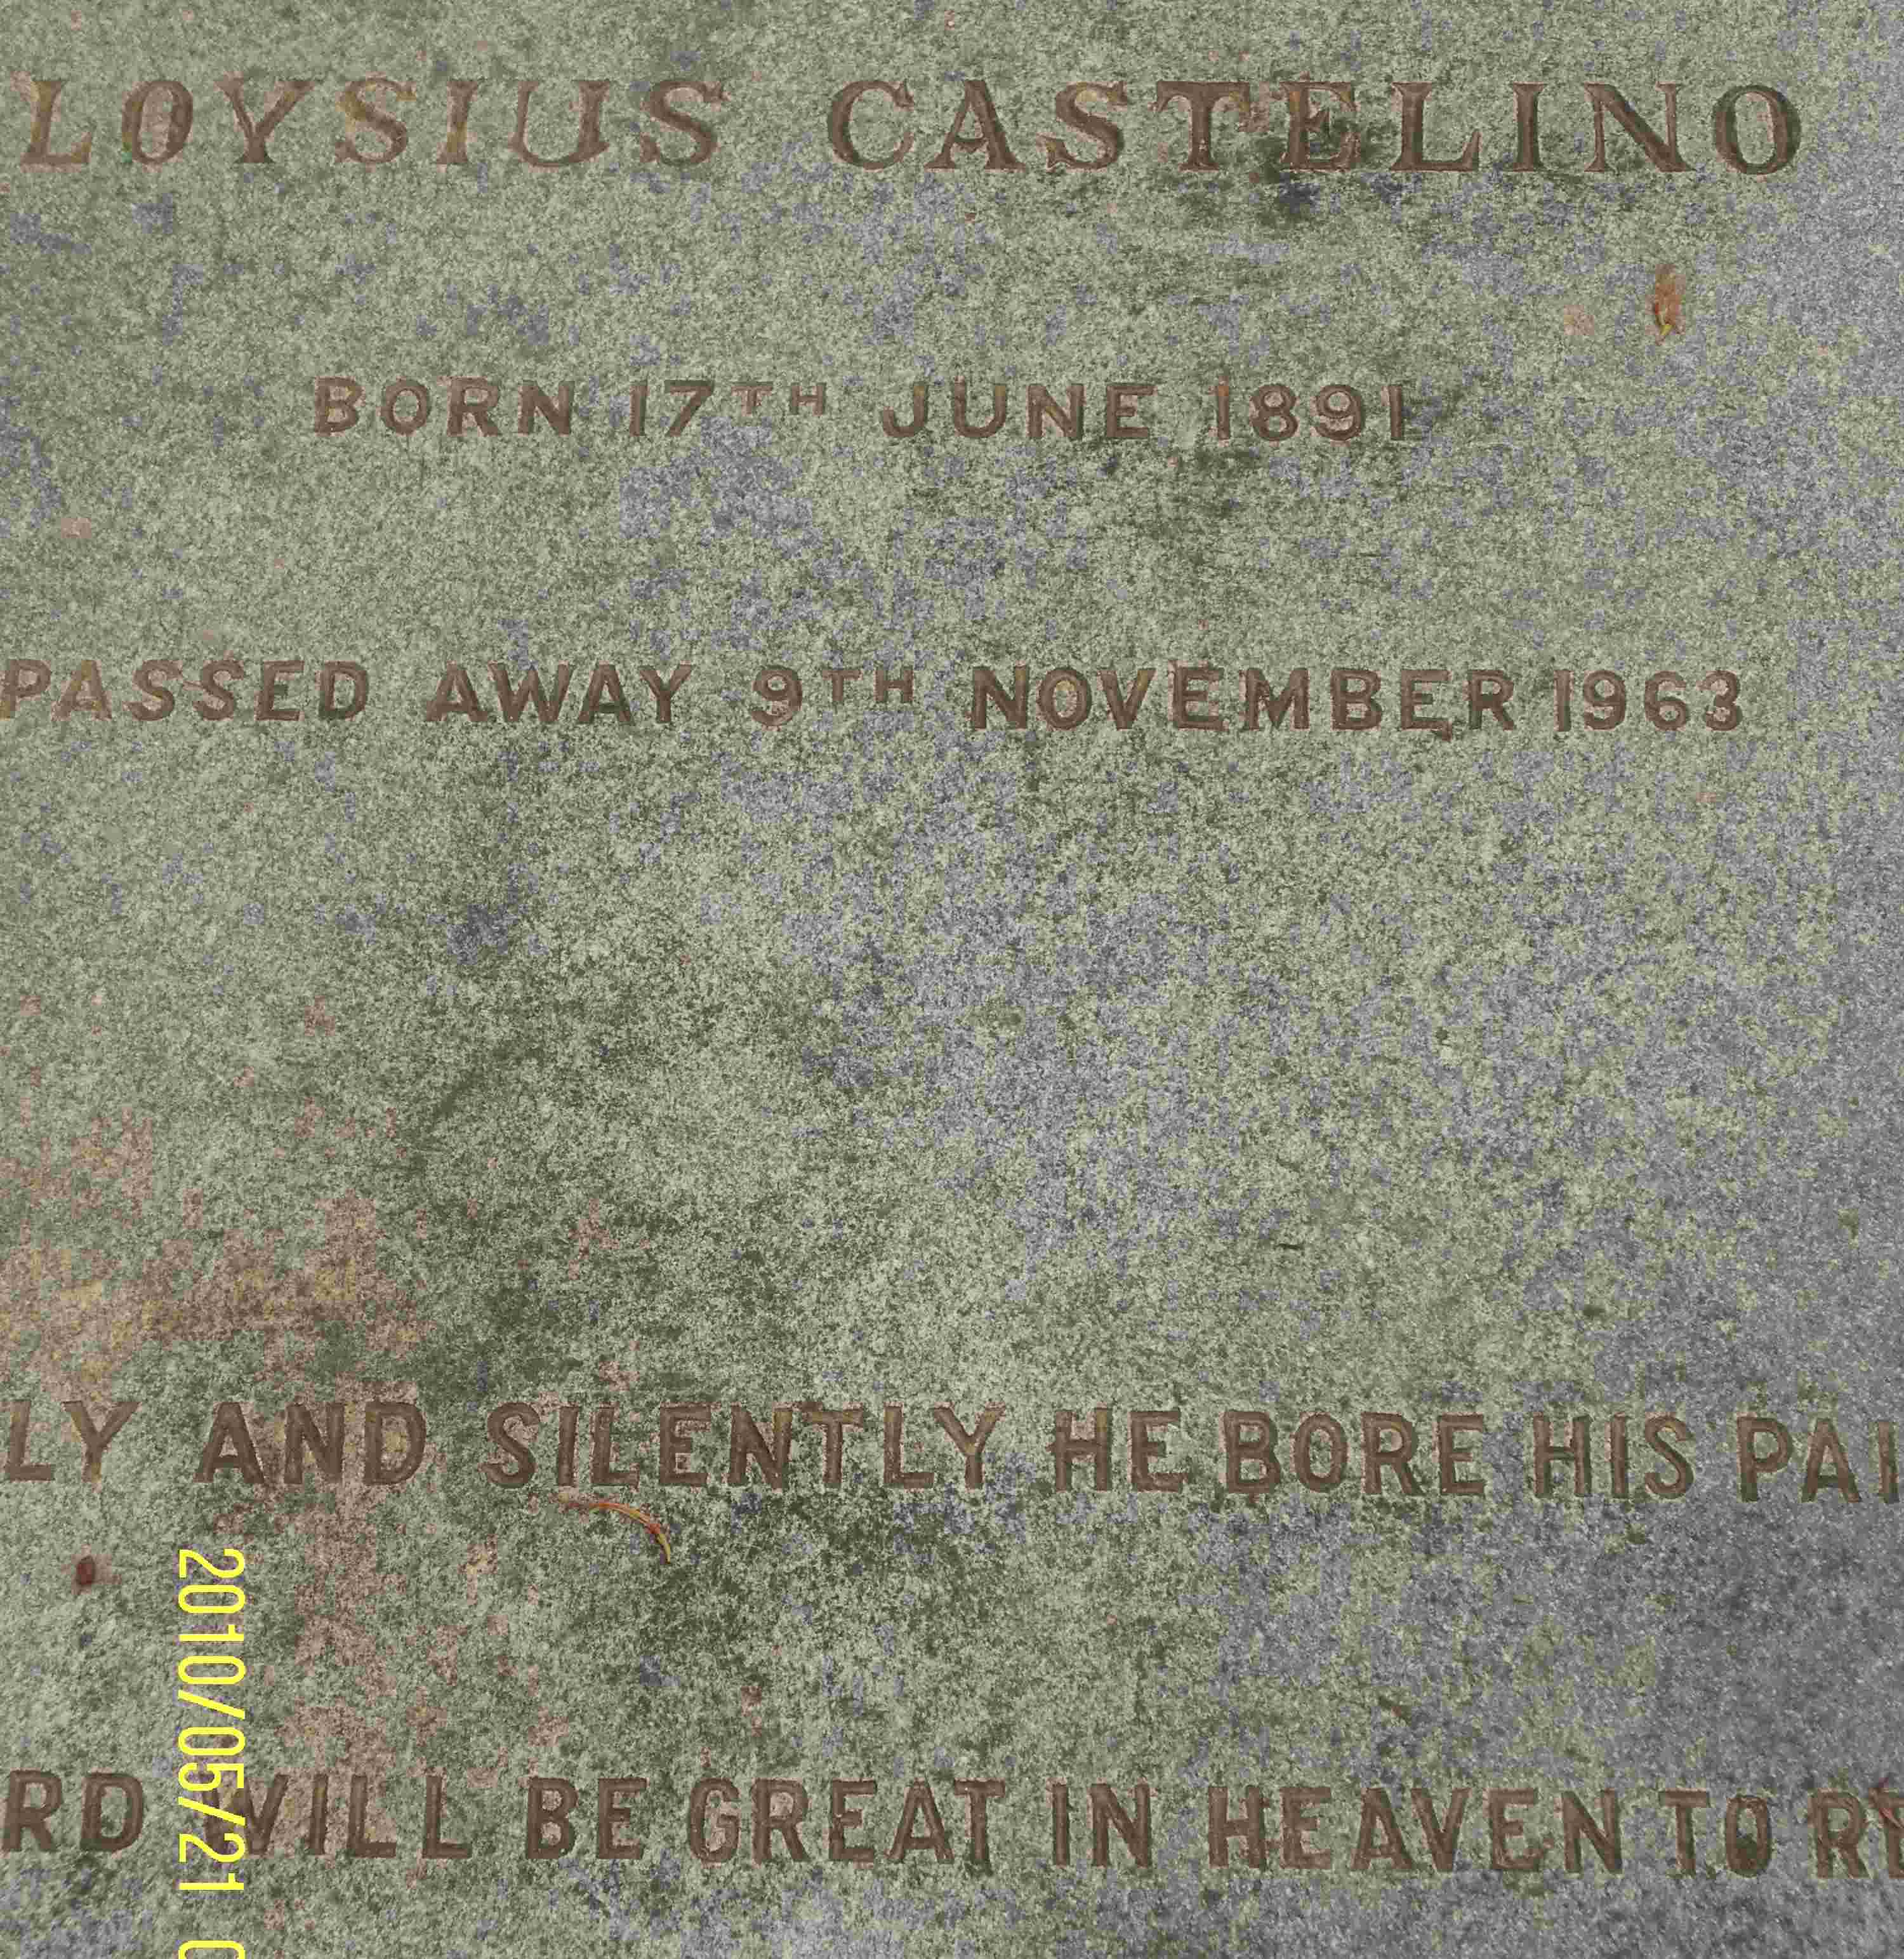 LOYSIUS CASTELINO
BORN 17TH JUNE 1891
PASSED AWAY 9TH NOVEMBER 1963
LY AND SILENTLY HE BORE HIS PAI
RD WILL BE GREAT IN HEAVEN TO R
2010/05/21 0